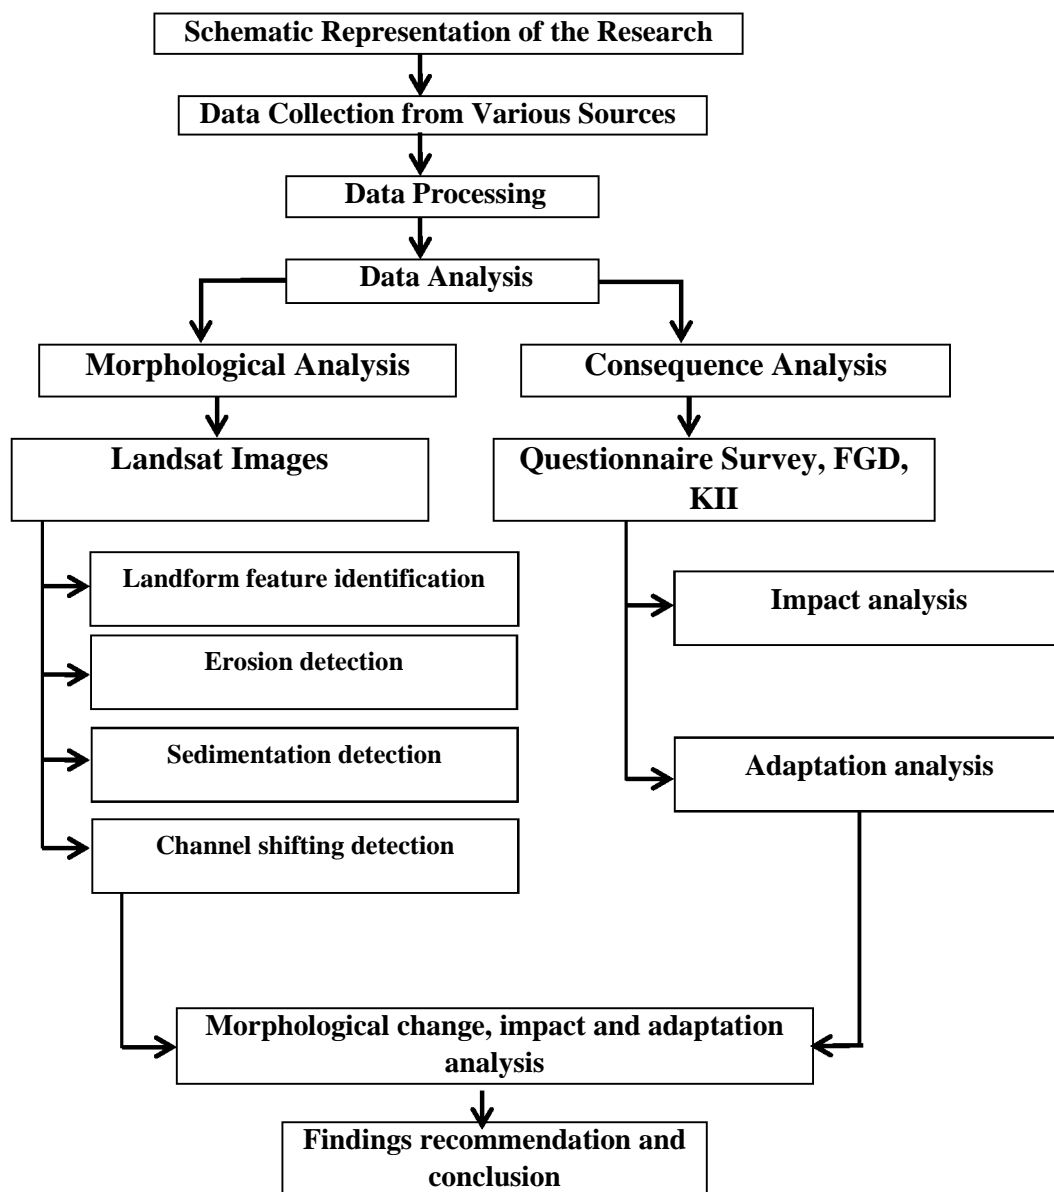 Schematic Representation of the Research
Data Collection from Various Sources
Data Processing
Data Analysis
Morphological Analysis
Consequence Analysis
Landsat Images
Questionnaire Survey, FGD,
KII
Landform feature identification
Erosion detection
Sedimentation detection
Channel shifting detection
Impact analysis
Adaptation analysis
Morphological change, impact and adaptation
analysis
Findings recommendation and
conclusion